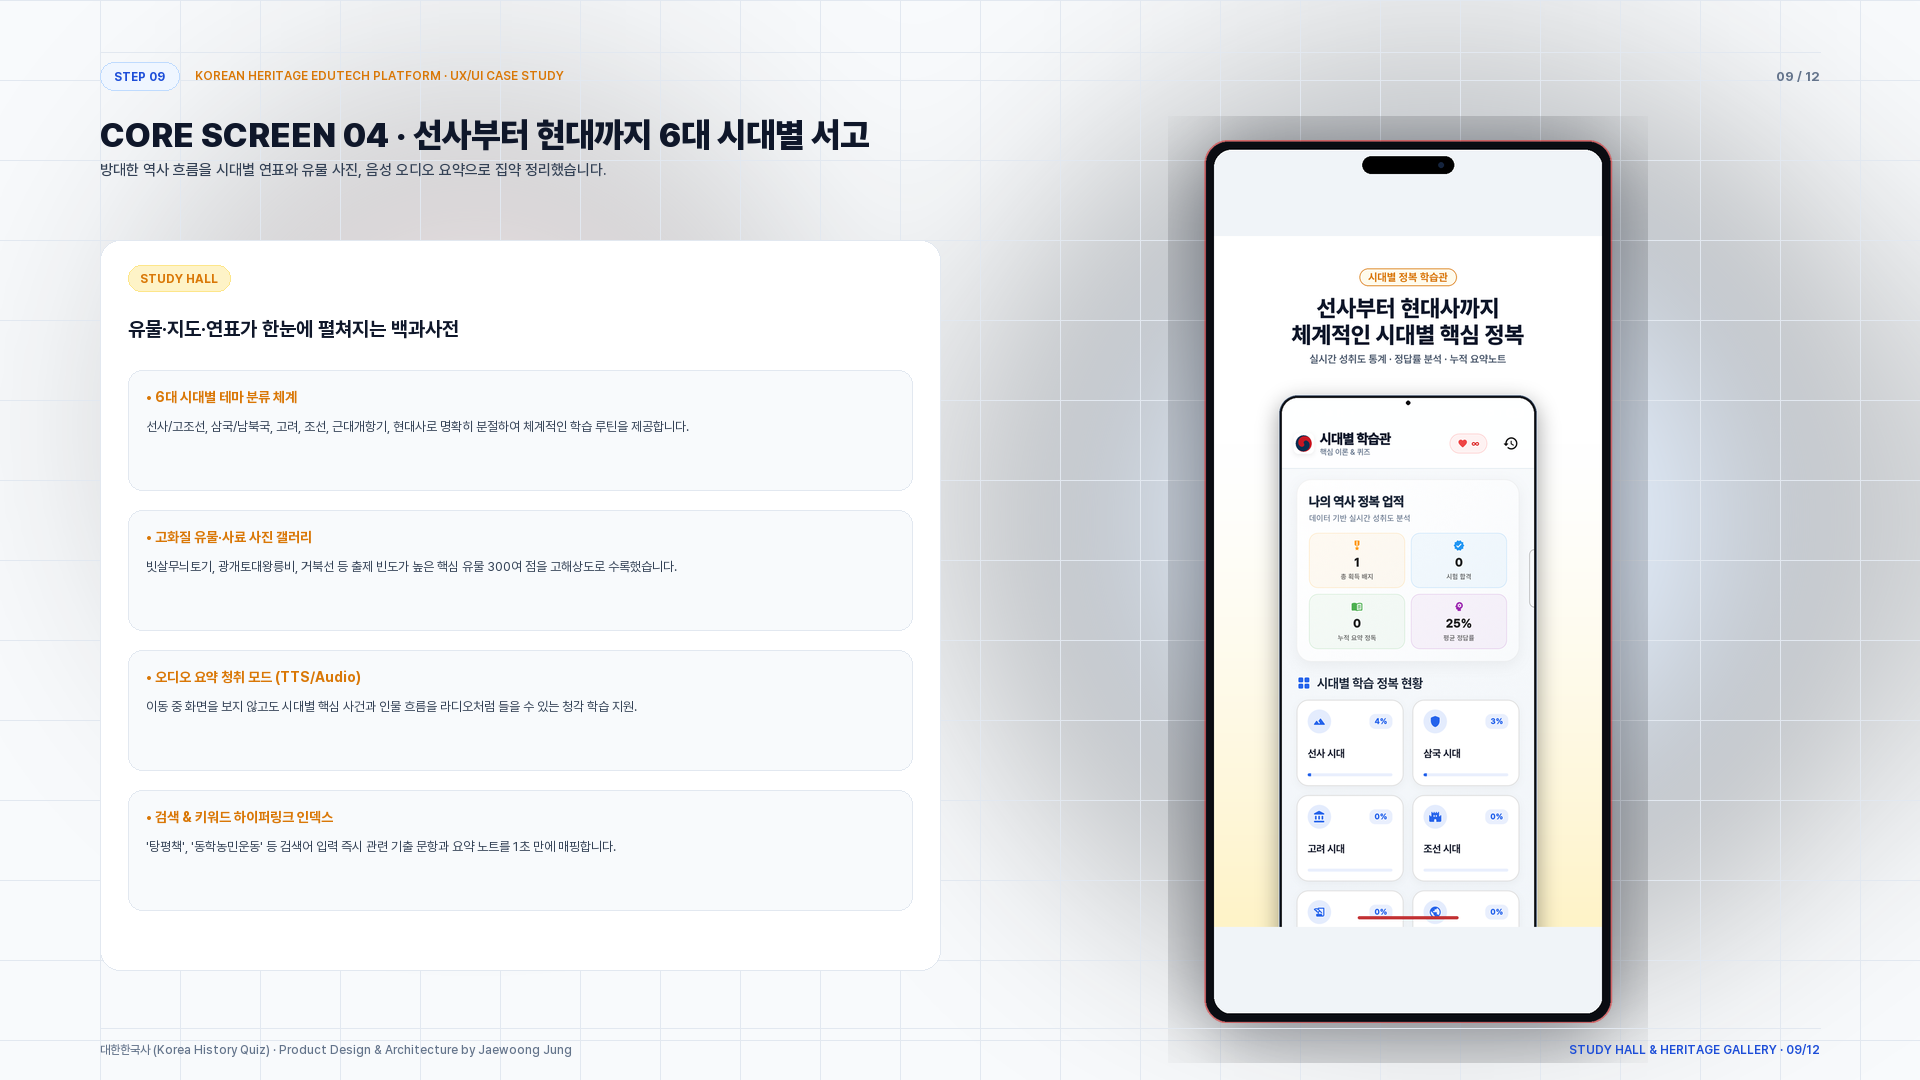 STEP 09
KOREAN HERITAGE EDUTECH PLATFORM · UX/UI CASE STUDY
09 / 12
CORE SCREEN 04 · 선사부터 현대까지 6대 시대별 서고
방대한 역사 흐름을 시대별 연표와 유물 사진, 음성 오디오 요약으로 집약 정리했습니다.
STUDY HALL
유물·지도·연표가 한눈에 펼쳐지는 백과사전
• 6대 시대별 테마 분류 체계
선사/고조선, 삼국/남북국, 고려, 조선, 근대개항기, 현대사로 명확히 분절하여 체계적인 학습 루틴을 제공합니다.
• 고화질 유물·사료 사진 갤러리
빗살무늬토기, 광개토대왕릉비, 거북선 등 출제 빈도가 높은 핵심 유물 300여 점을 고해상도로 수록했습니다.
• 오디오 요약 청취 모드 (TTS/Audio)
이동 중 화면을 보지 않고도 시대별 핵심 사건과 인물 흐름을 라디오처럼 들을 수 있는 청각 학습 지원.
• 검색 & 키워드 하이퍼링크 인덱스
'탕평책', '동학농민운동' 등 검색어 입력 즉시 관련 기출 문항과 요약 노트를 1초 만에 매핑합니다.
시대별 정복 학습관
선사부터 현대사까지
체계적인 시대별 핵심 정복
실시간 성취도 통계 · 정답률 분석 · 누적 요약노트
시대별 학습관
핵심 이론 & 퀴즈
∞
나의 역사 정복 업적
데이터 기반 실시간 성취도 분석
1
총 획득 배지
0
시험 합격
0
누적 요약 정독
25%
평균 정답률
시대별 학습 정복 현황
4%
선사 시대
3%
삼국 시대
0%
고려 시대
0%
조선 시대
0%
0%
대한한국사 (Korea History Quiz) · Product Design & Architecture by Jaewoong Jung
STUDY HALL & HERITAGE GALLERY · 09/12